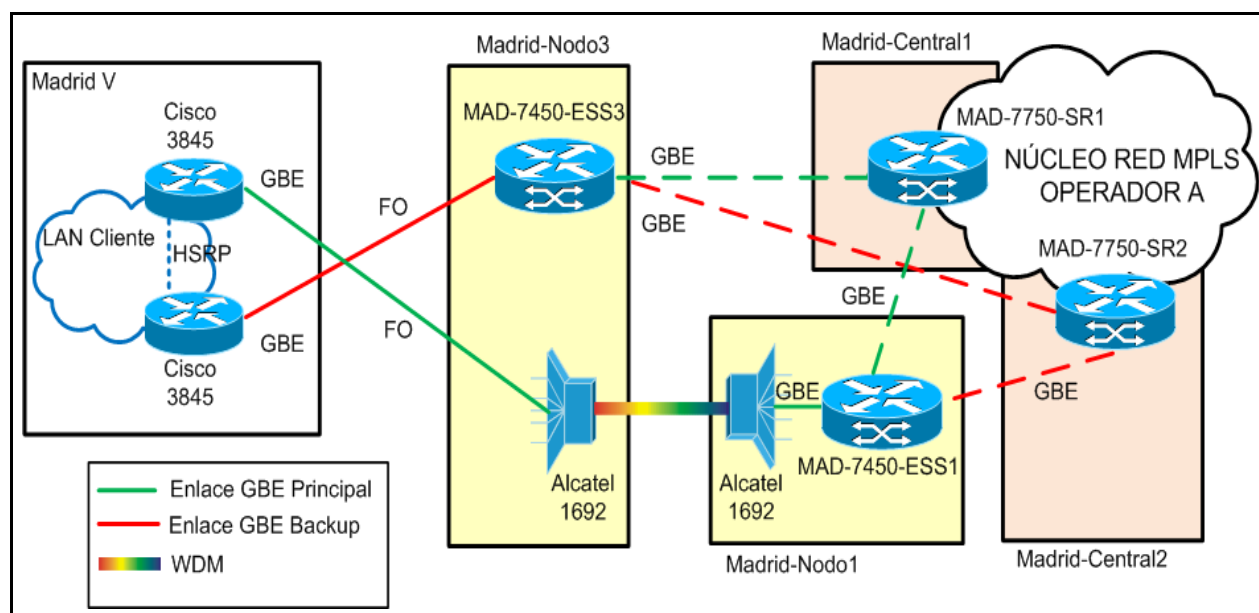 Madrid V
Cisco
3845
GBE
LAN Cliente
HSRP
GBE
Cisco
3845
FO
FO
Madrid-Nodo3
MAD-7450-ESS3
GBE
GBE
Alcatel
1692
Madrid-Central1
MAD-7750-SR1
NÚCLEO RED MPLS
OPERADOR A
MAD-7750-SR2
GBE
GBE
GBE
MAD-7450-ESS1
Alcatel
1692
Madrid-Nodo1
Madrid-Central2
Enlace GBE Principal
Enlace GBE Backup
WDM